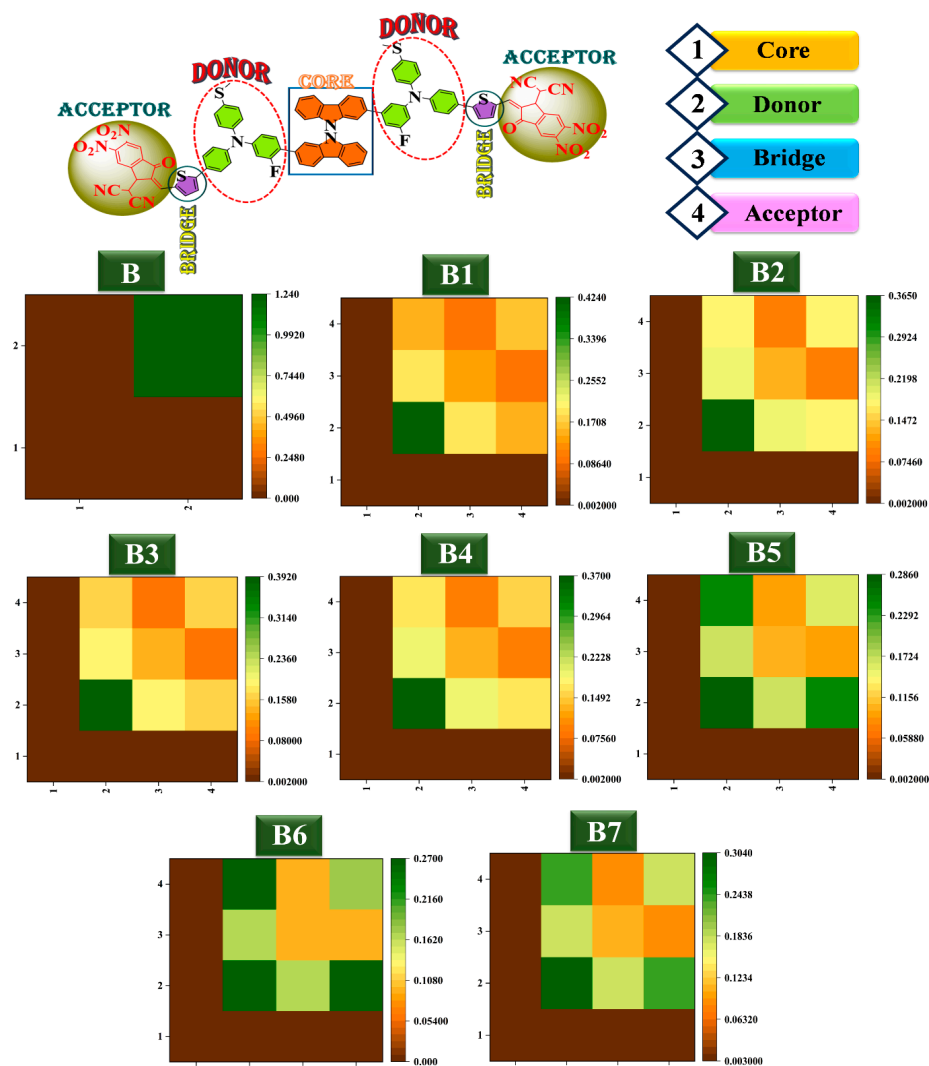 DONOR
S
N
F
CORE
N
N
ACCEPTOR
O2N
O2N
O
NC
CN
S
BRIDGE
DONOR
S
N
F
ACCEPTOR
NC
CN
S
O
NO2
NO2
BRIDGE
1 Core
2 Donor
3 Bridge
4 Acceptor
B
2
1
1 2
1.240
0.9920
0.7440
0.4960
0.2480
0.000
B1
4
3
2
1
1 2 3 4
0.4240
0.3396
0.2552
0.1708
0.08640
0.002000
B2
4
3
2
1
1 2 3 4
0.3650
0.2924
0.2198
0.1472
0.07460
0.002000
B3
4
3
2
1
1 2 3 4
0.3920
0.3140
0.2360
0.1580
0.08000
0.002000
B4
4
3
2
1
1 2 3 4
0.3700
0.2964
0.2228
0.1492
0.07560
0.002000
B5
4
3
2
1
1 2 3 4
0.2860
0.2292
0.1724
0.1156
0.05880
0.002000
B6
4
3
2
1
0.2700
0.2160
0.1620
0.1080
0.05400
0.000
B7
4
3
2
1
0.3040
0.2438
0.1836
0.1234
0.06320
0.003000